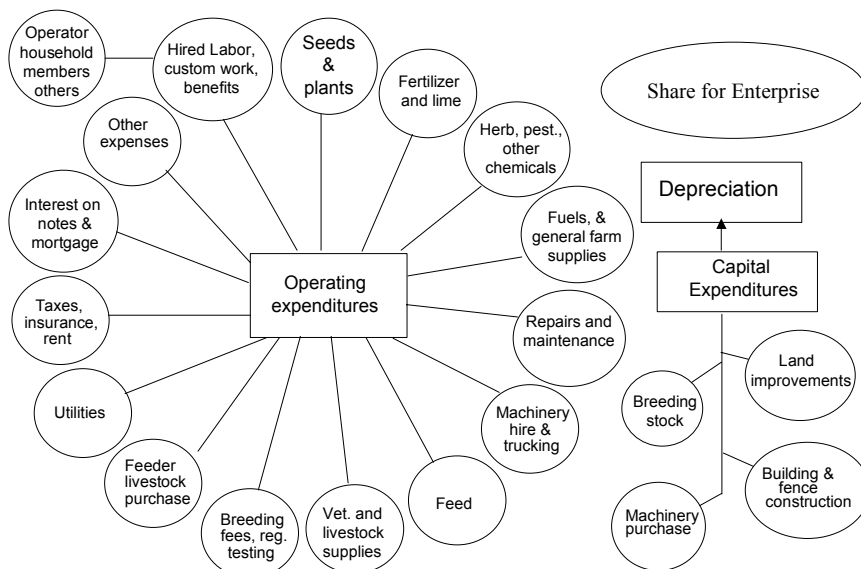 Operator
household
members
others
Hired Labor,
custom work,
benefits
Seeds
&
plants
Fertilizer
and lime
Share for Enterprise
Other
expenses
Herb, pest.,
other
chemicals
Depreciation
Interest on
notes &
mortgage
Fuels, &
general farm
supplies
Operating
expenditures
Capital
Expenditures
Taxes,
insurance,
rent
Repairs and
maintenance
Land
improvements
Breeding
stock
Utilities
Machinery
hire &
trucking
Feeder
livestock
purchase
Feed
Building &
fence
construction
Breeding
fees, reg.
testing
Vet. and
livestock
supplies
Machinery
purchase